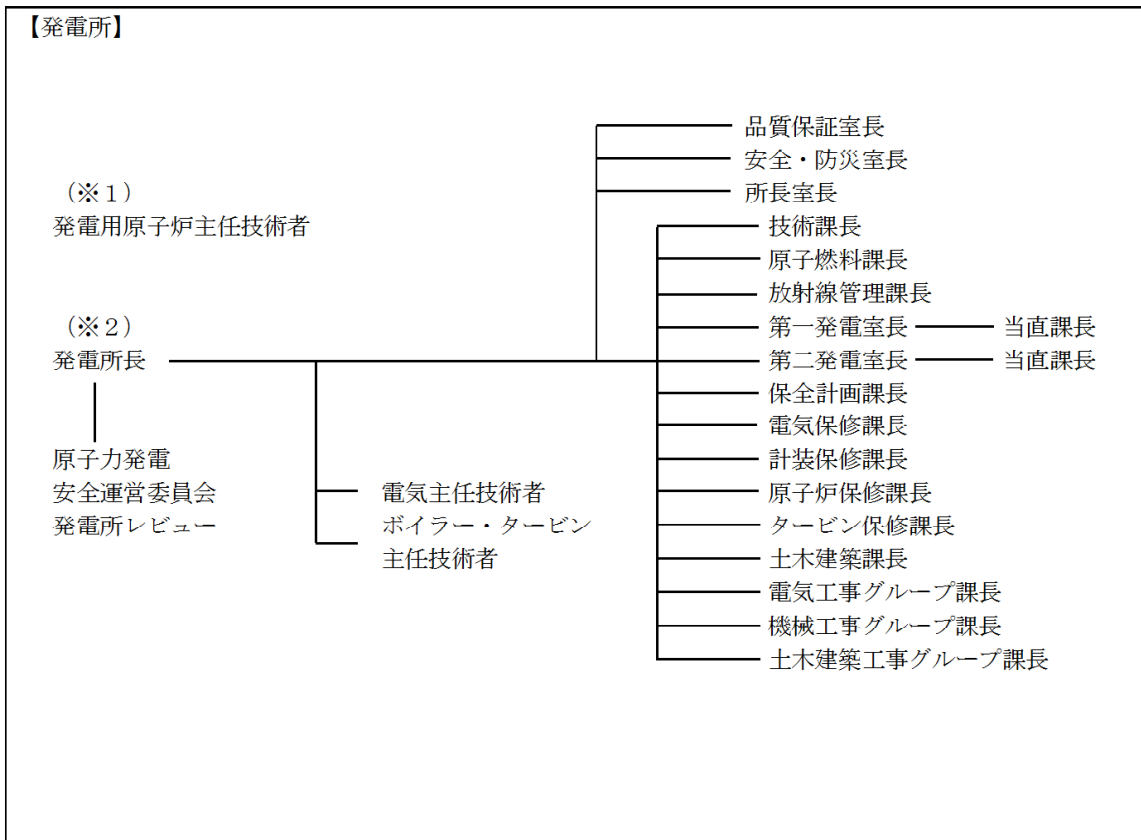 【発電所】
品質保証室長
安全・防災室長
(※1)
所長室長
発電用原子炉主任技術者
技術課長
原子燃料課長
放射線管理課長
(※2)
第一発電室長
当直課長
発電所長
第二発電室長
当直課長
保全計画課長
電気保修課長
原子力発電
安全運営委員会
発電所レビュー
計装保修課長
電気主任技術者
ボイラー・タービン
主任技術者
原子炉保修課長
タービン保修課長
土木建築課長
電気工事グループ課長
機械工事グループ課長
土木建築工事グループ課長